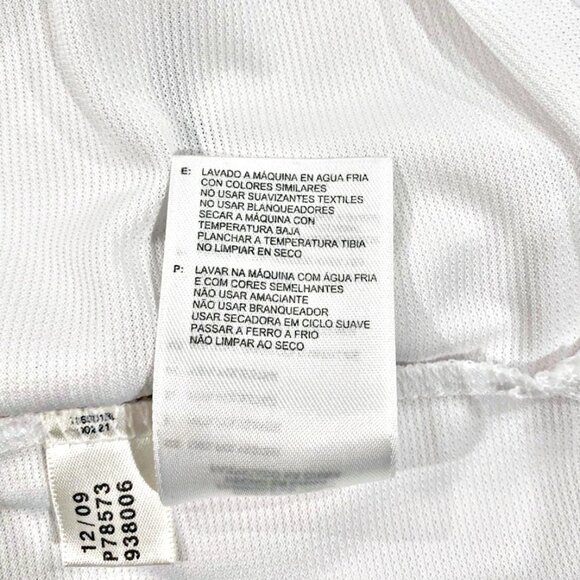 E: LAVADO A MÁQUINA EN AGUA FRIA
CON COLORES SIMILARES
NO USAR SUAVIZANTES TEXTILES
NO USAR BLANQUEADORES
SECAR A MÁQUINA CON
TEMPERATURA BAJA
PLANCHAR A TEMPERATURA TIBIA
NO LIMPIAR EN SECO
P: LAVAR NA MÁQUINA COM ÁGUA FRIA
E COM CORES SEMELHANTES
NÃO USAR AMACIANTE
NÃO USAR BRANQUEADOR
USAR SECADORA EM CICLO SUAVE
PASSAR A FERRO A FRIO
NÃO LIMPAR AO SECO
12/09
P78573
938006